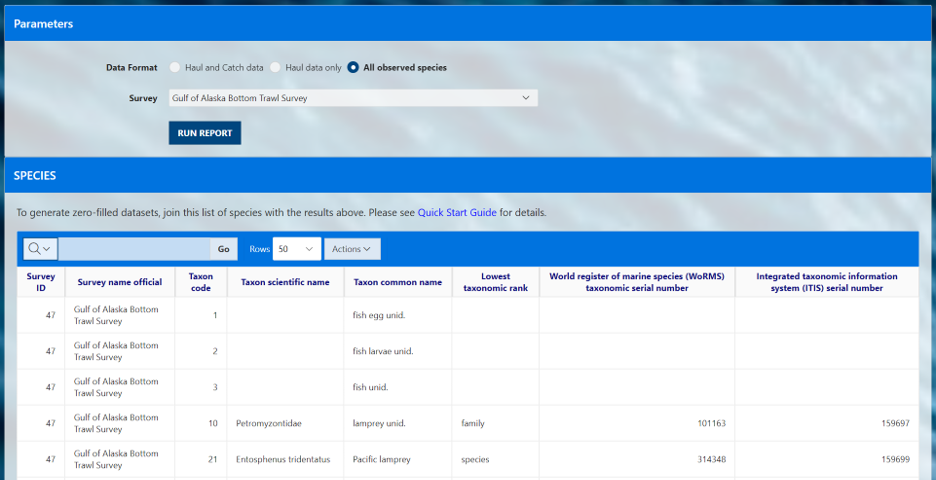 Parameters
Data Format Haul and Catch data Haul data only All observed species
Survey Gulf of Alaska Bottom Trawl Survey
RUN REPORT
SPECIES
To generate zero-filled datasets, join this list of species with the results above. Please see Quick Start Guide for details.
Go Rows 50 Actions
Survey ID Survey name official Taxon code Taxon scientific name Taxon common name Lowest taxonomic rank World register of marine species (WoRMS) taxonomic serial number Integrated taxonomic information system (ITIS) serial number
47 Gulf of Alaska Bottom Trawl Survey 1 fish egg unid.
47 Gulf of Alaska Bottom Trawl Survey 2 fish larvae unid.
47 Gulf of Alaska Bottom Trawl Survey 3 fish unid.
47 Gulf of Alaska Bottom Trawl Survey 10 Petromyzontidae lamprey unid. family 101163 159697
47 Gulf of Alaska Bottom Trawl Survey 21 Entosphenus tridentatus Pacific lamprey species 314348 159699